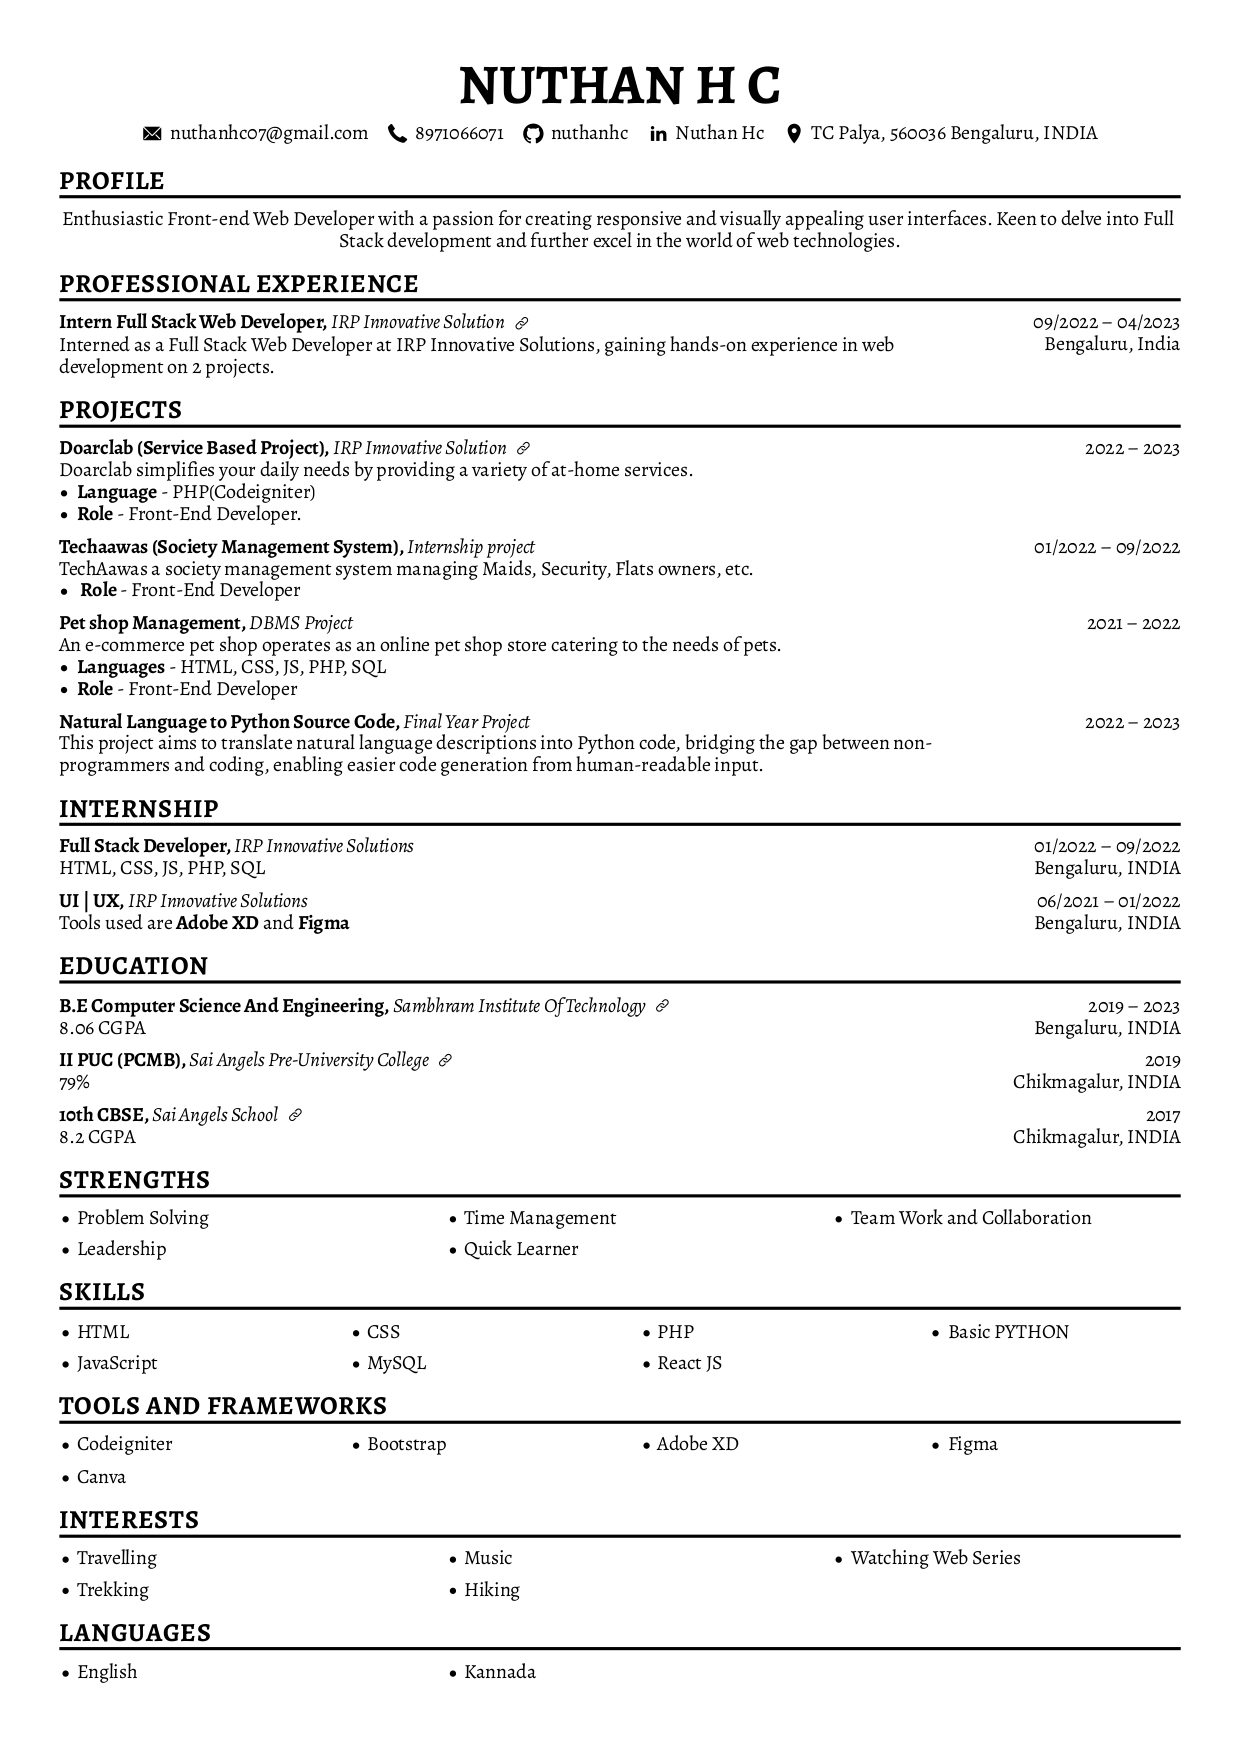 NUTHAN H C
nuthanhc07@gmail.com 8971066071 nuthanhc Nuthan Hc TC Palya, 560036 Bengaluru, INDIA
PROFILE
Enthusiastic Front-end Web Developer with a passion for creating responsive and visually appealing user interfaces. Keen to delve into Full
Stack development and further excel in the world of web technologies.
PROFESSIONAL EXPERIENCE
Intern Full Stack Web Developer, IRP Innovative Solution 09/2022 – 04/2023
Interned as a Full Stack Web Developer at IRP Innovative Solutions, gaining hands-on experience in web Bengaluru, India
development on 2 projects.
PROJECTS
Doarclab (Service Based Project), IRP Innovative Solution 2022 – 2023
Doarclab simplifies your daily needs by providing a variety of at-home services.
• Language - PHP(Codeigniter)
• Role - Front-End Developer.
Techaawas (Society Management System), Internship project 01/2022 – 09/2022
TechAawas a society management system managing Maids, Security, Flats owners, etc.
• Role - Front-End Developer
Pet shop Management, DBMS Project 2021 – 2022
An e-commerce pet shop operates as an online pet shop store catering to the needs of pets.
• Languages - HTML, CSS, JS, PHP, SQL
• Role - Front-End Developer
Natural Language to Python Source Code, Final Year Project 2022 – 2023
This project aims to translate natural language descriptions into Python code, bridging the gap between non-
programmers and coding, enabling easier code generation from human-readable input.
INTERNSHIP
Full Stack Developer, IRP Innovative Solutions 01/2022 – 09/2022
HTML, CSS, JS, PHP, SQL Bengaluru, INDIA
UI | UX, IRP Innovative Solutions 06/2021 – 01/2022
Tools used are Adobe XD and Figma Bengaluru, INDIA
EDUCATION
B.E Computer Science And Engineering, Sambhram Institute Of Technology 2019 – 2023
8.06 CGPA Bengaluru, INDIA
II PUC (PCMB), Sai Angels Pre-University College 2019
79% Chikmagalur, INDIA
10th CBSE, Sai Angels School 2017
8.2 CGPA Chikmagalur, INDIA
STRENGTHS
• Problem Solving • Time Management • Team Work and Collaboration
• Leadership • Quick Learner
SKILLS
• HTML • CSS • PHP • Basic PYTHON
• JavaScript • MySQL • React JS
TOOLS AND FRAMEWORKS
• Codeigniter • Bootstrap • Adobe XD • Figma
• Canva
INTERESTS
• Travelling • Music • Watching Web Series
• Trekking • Hiking
LANGUAGES
• English • Kannada